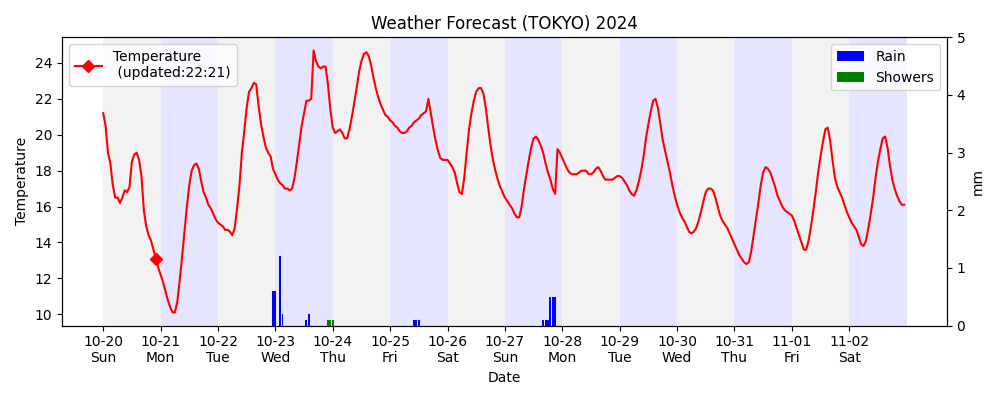 Weather Forecast (TOKYO) 2024
Temperature
(updated:22:21)
Rain
Showers
Temperature
24
22
20
18
16
14
12
10
5
4
3
2
1
0
mm
10-20 10-21 10-22 10-23 10-24 10-25 10-26 10-27 10-28 10-29 10-30 10-31 11-01 11-02
Sun Mon Tue Wed Thu Fri Sat Sun Mon Tue Wed Thu Fri Sat
Date